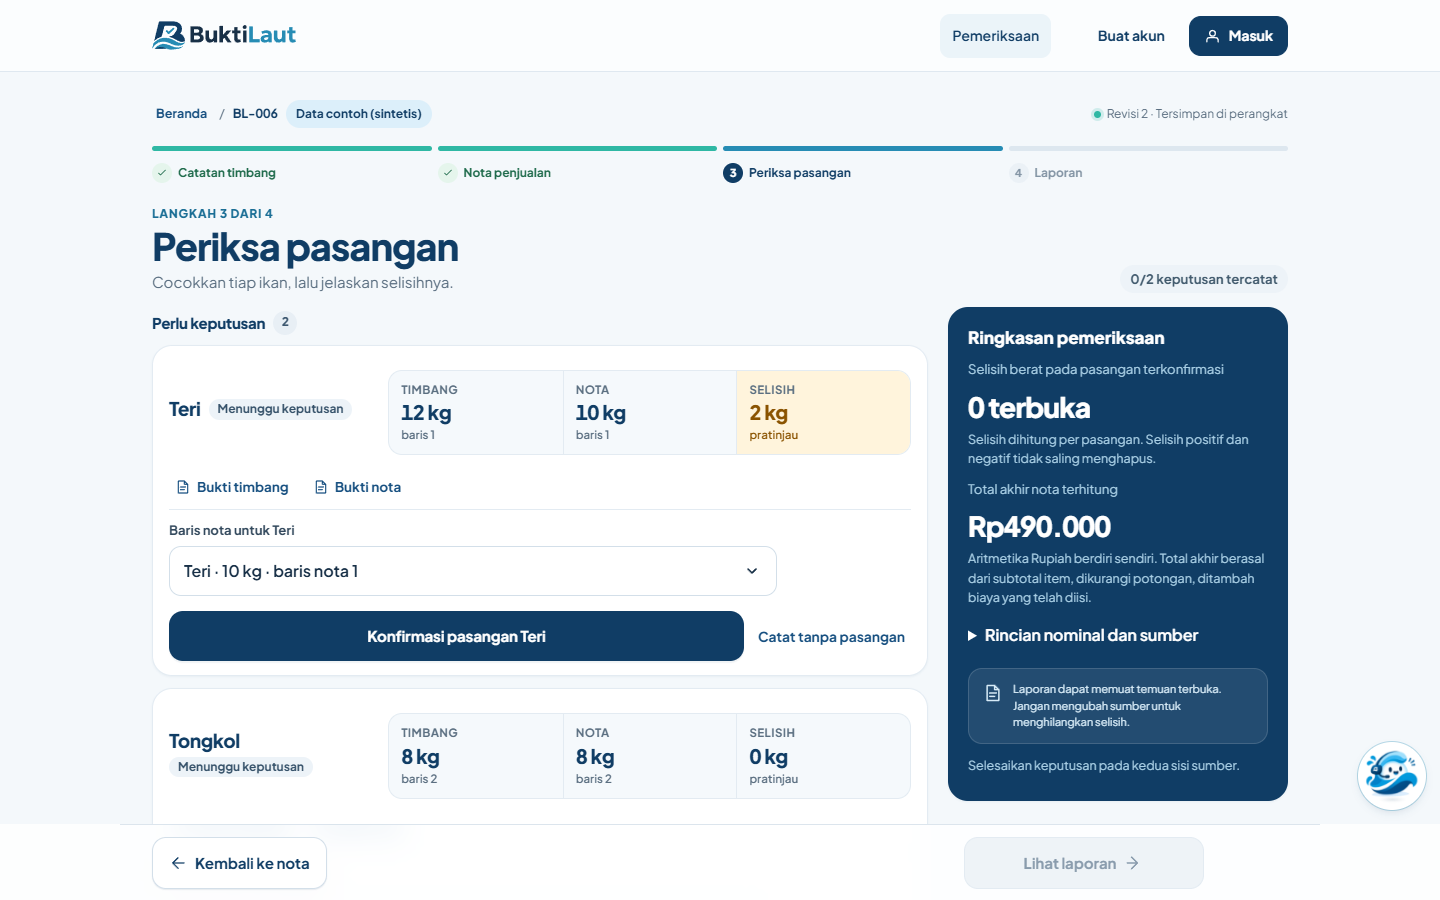 BuktiLaut
Pemeriksaan
Buat akun
Masuk
Beranda / BL-006 Data contoh (sintetis)
Revisi 2 · Tersimpan di perangkat
Catatan timbang
Nota penjualan
3 Periksa pasangan
4 Laporan
LANGKAH 3 DARI 4
Periksa pasangan
Cocokkan tiap ikan, lalu jelaskan selisihnya.
0/2 keputusan tercatat
Perlu keputusan 2
Teri Menunggu keputusan
TIMBANG
12 kg
baris 1
NOTA
10 kg
baris 1
SELISIH
2 kg
pratinjau
Bukti timbang
Bukti nota
Baris nota untuk Teri
Teri · 10 kg · baris nota 1
Konfirmasi pasangan Teri
Catat tanpa pasangan
Tongkol
Menunggu keputusan
TIMBANG
8 kg
baris 2
NOTA
8 kg
baris 2
SELISIH
0 kg
pratinjau
Ringkasan pemeriksaan
Selisih berat pada pasangan terkonfirmasi
0 terbuka
Selisih dihitung per pasangan. Selisih positif dan
negatif tidak saling menghapus.
Total akhir nota terhitung
Rp490.000
Aritmetika Rupiah berdiri sendiri. Total akhir berasal
dari subtotal item, dikurangi potongan, ditambah
biaya yang telah diisi.
Rincian nominal dan sumber
Laporan dapat memuat temuan terbuka.
Jangan mengubah sumber untuk
menghilangkan selisih.
Selesaikan keputusan pada kedua sisi sumber.
Kembali ke nota
Lihat laporan